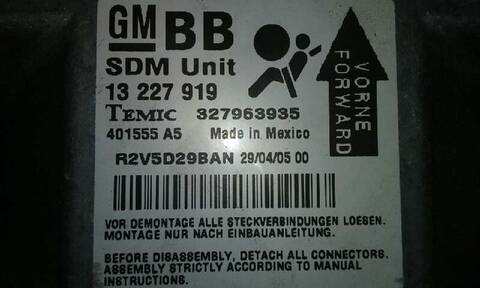 GM BB
SDM Unit
13 227 919
TEMIC 327963935
401555 A5 Made in Mexico
R2V5D29BAN 29/04/05 00
VORNE
FORWARD
VOR DEMONTAGE ALLE STECKVERBINDUNGEN LOESEN.
MONTAGE NUR NACH EINBAUANLEITUNG.
BEFORE DISASSEMBLY, DETACH ALL CONNECTORS.
ASSEMBLY STRICTLY ACCORDING TO MANUAL
INSTRUCTIONS.